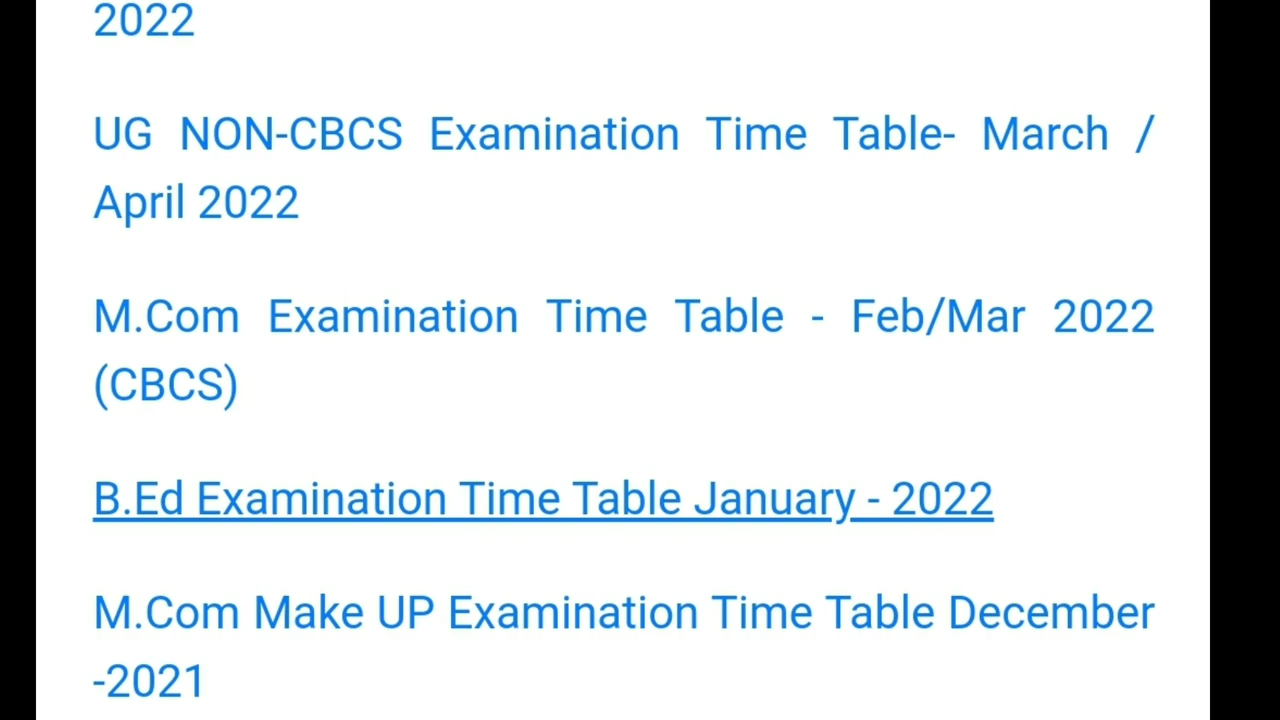 2022
UG NON-CBCS Examination Time Table- March /
April 2022
M.Com Examination Time Table - Feb/Mar 2022
(CBCS)
B.Ed Examination Time Table January - 2022
M.Com Make UP Examination Time Table December
-2021